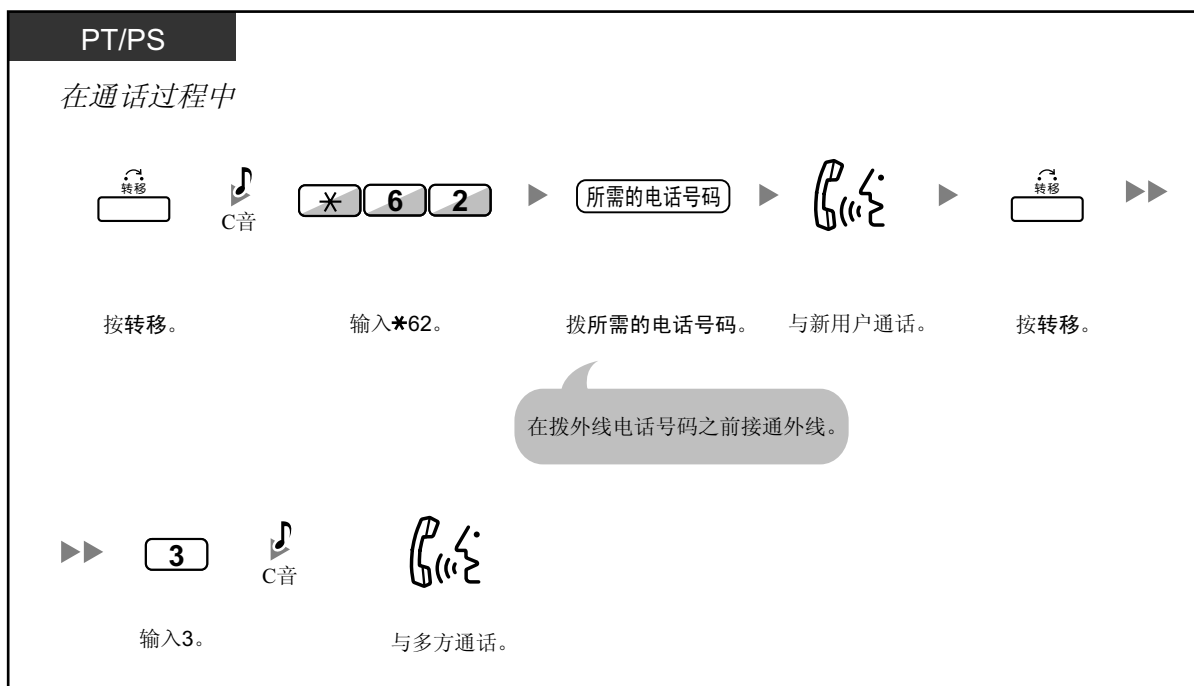 PT/PS
在通话过程中
转移
C音
*62
所需的电话号码
转移
按转移。
输入*62。
拨所需的电话号码。
与新用户通话。
按转移。
在拨外线电话号码之前接通外线。
3
C音
输入3。
与多方通话。